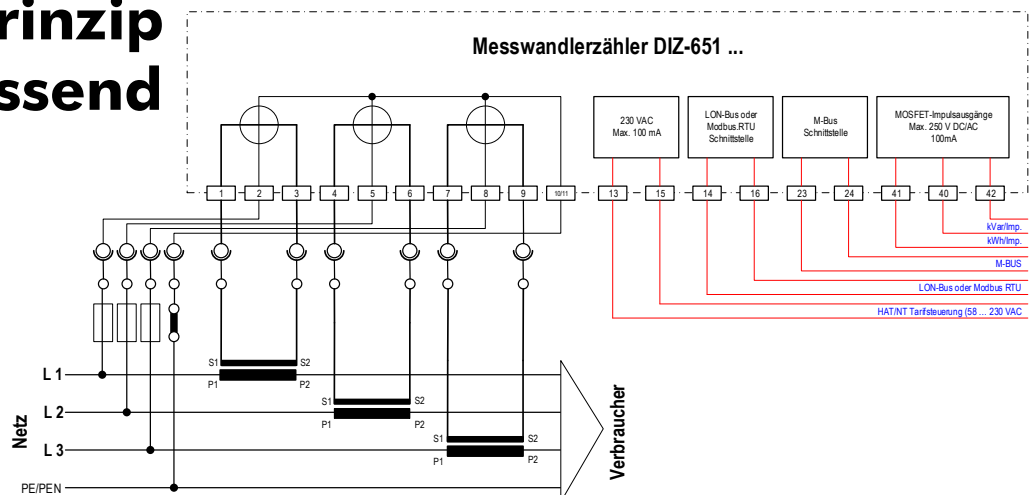 rinzip
ssend
Messwandlerzähler DIZ-651 ...
230 VAC
Max. 100 mA
LON-Bus oder
Modbus.RTU
Schnittstelle
M-Bus
Schnittstelle
MOSFET-Impulsausgänge
Max. 250 V DC/AC
100mA
1 2 3 4 5 6 7 8 9 10/11 13 15 14 16 23 24 41 40 42
kVar/Imp.
kWh/Imp.
M-BUS
LON-Bus oder Modbus RTU
HAT/NT Tarifsteuerung (58 ... 230 VAC
S1 S2
L 1
P1 P2
S1 S2
L 2
P1 P2
S1 S2
L 3
P1 P2
PE/PEN
Netz
Verbraucher